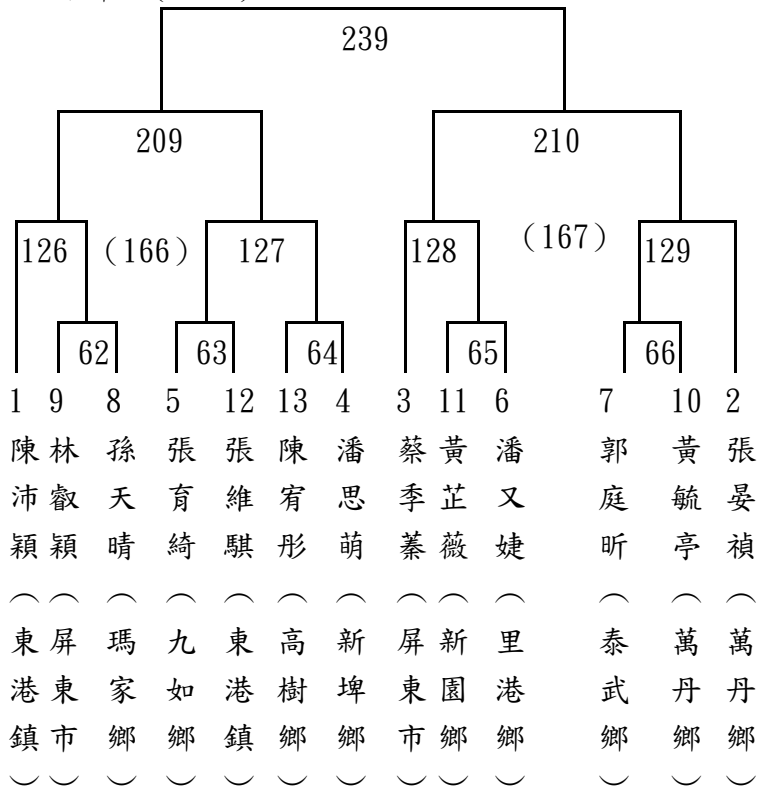 239
209 210
126 (166) 127 128 (167) 129
62 63 64 65 66
1 9 8 5 12 13 4 3 11 6 7 10 2
陳沛穎（東港鎮）
林叡穎（屏東市）
孫天晴（瑪家鄉）
張育綺（九如鄉）
張維騏（東港鎮）
陳宥彤（高樹鄉）
潘思萌（新埤鄉）
蔡季蓁（屏東市）
黃芷薇（新園鄉）
潘又婕（里港鄉）
郭庭昕（泰武鄉）
黃毓亭（萬丹鄉）
張晏禎（萬丹鄉）